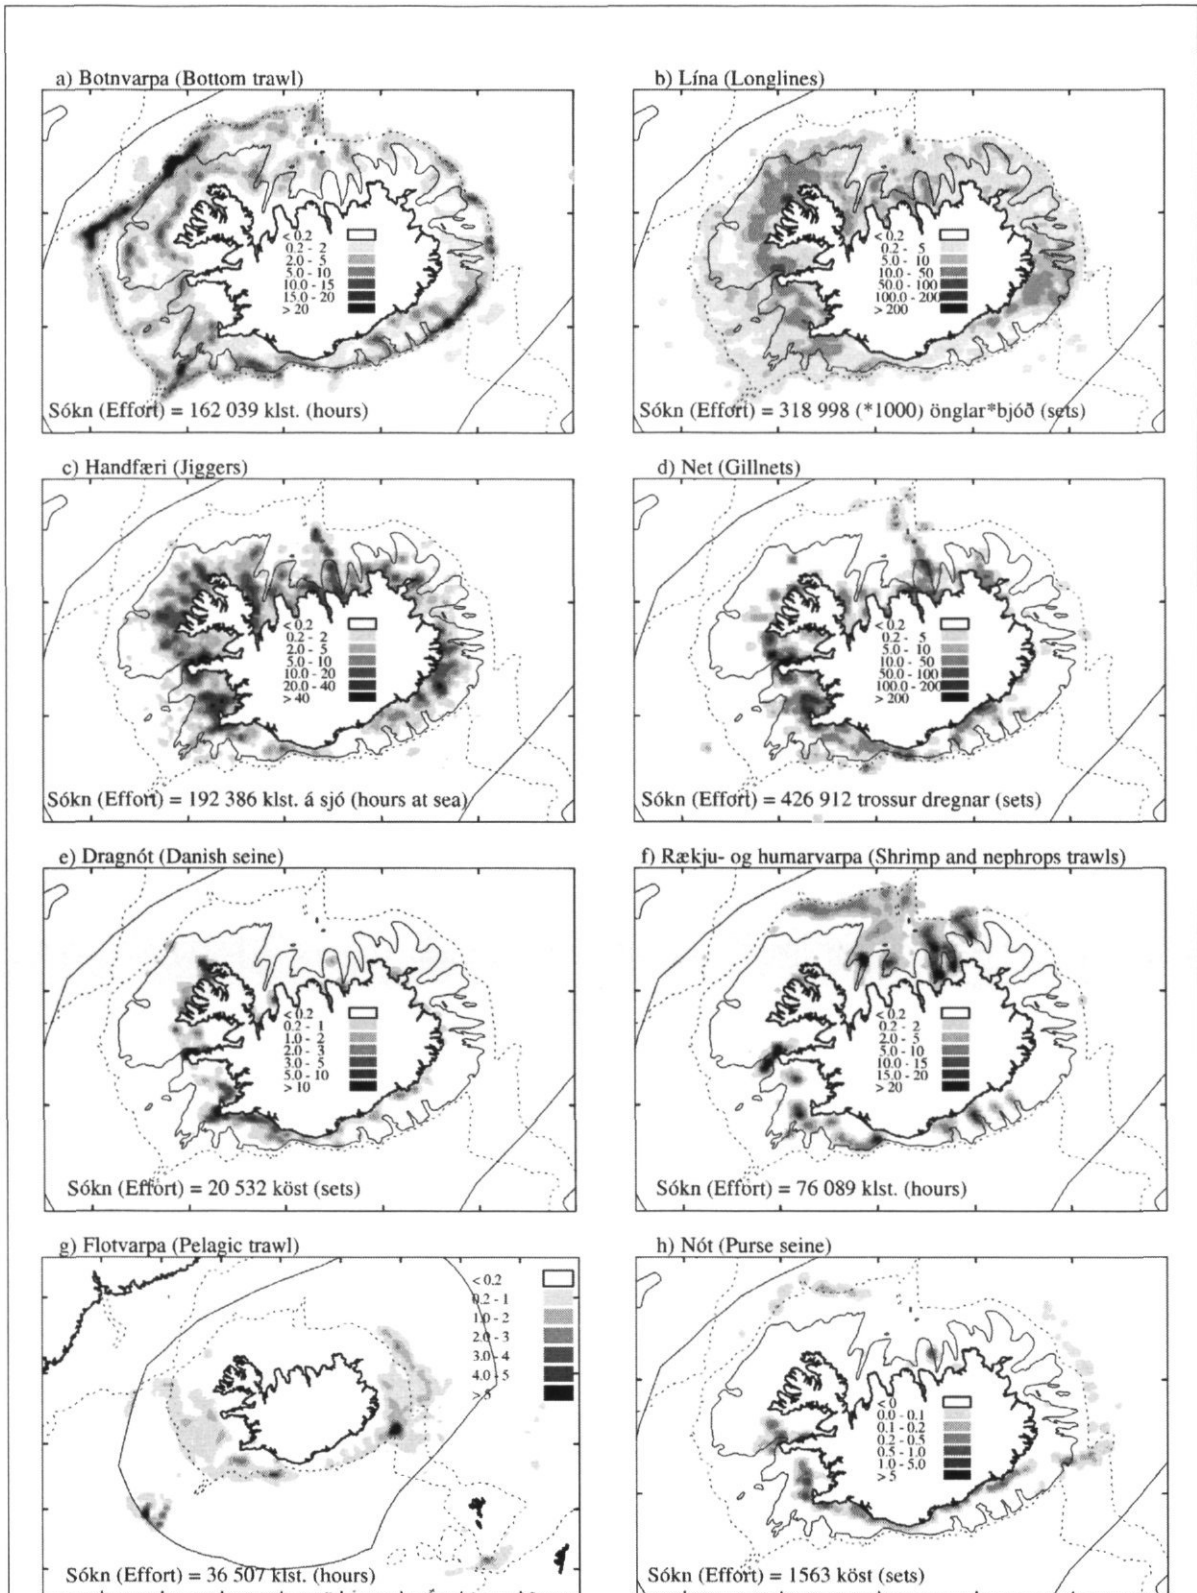 a) Botnvarpa (Bottom trawl)
< 0.2
0.2 - 2
2.0 - 5
5.0 - 10
10.0 - 15
15.0 - 20
> 20
Sókn (Effort) = 162 039 klst. (hours)
b) Lína (Longlines)
< 0.2
0.2 - 5
5.0 - 10
10.0 - 50
50.0 - 100
100.0 - 200
> 200
Sókn (Effort) = 318 998 (*1000) önglar*bjóð (sets)
c) Handfæri (Jiggers)
< 0.2
0.2 - 2
2.0 - 5
5.0 - 10
10.0 - 20
20.0 - 40
> 40
Sókn (Effort) = 192 386 klst. á sjó (hours at sea)
d) Net (Gillnets)
< 0.2
0.2 - 5
5.0 - 10
10.0 - 50
50.0 - 100
100.0 - 200
> 200
Sókn (Effort) = 426 912 trossur dregnar (sets)
e) Dragnót (Danish seine)
< 0.2
0.2 - 1
1.0 - 2
2.0 - 3
3.0 - 5
5.0 - 10
> 10
Sókn (Effort) = 20 532 köst (sets)
f) Rækju- og humarvarpa (Shrimp and nephrops trawls)
< 0.2
0.2 - 2
2.0 - 5
5.0 - 10
10.0 - 15
15.0 - 20
> 20
Sókn (Effort) = 76 089 klst. (hours)
g) Flotvarpa (Pelagic trawl)
< 0.2
0.2 - 1
1.0 - 2
2.0 - 3
3.0 - 4
4.0 - 5
> 5
Sókn (Effort) = 36 507 klst. (hours)
h) Nót (Purse seine)
< 0
0.0 - 0.1
0.1 - 0.2
0.2 - 0.5
0.5 - 1.0
1.0 - 5.0
> 5
Sókn (Effort) = 1563 köst (sets)